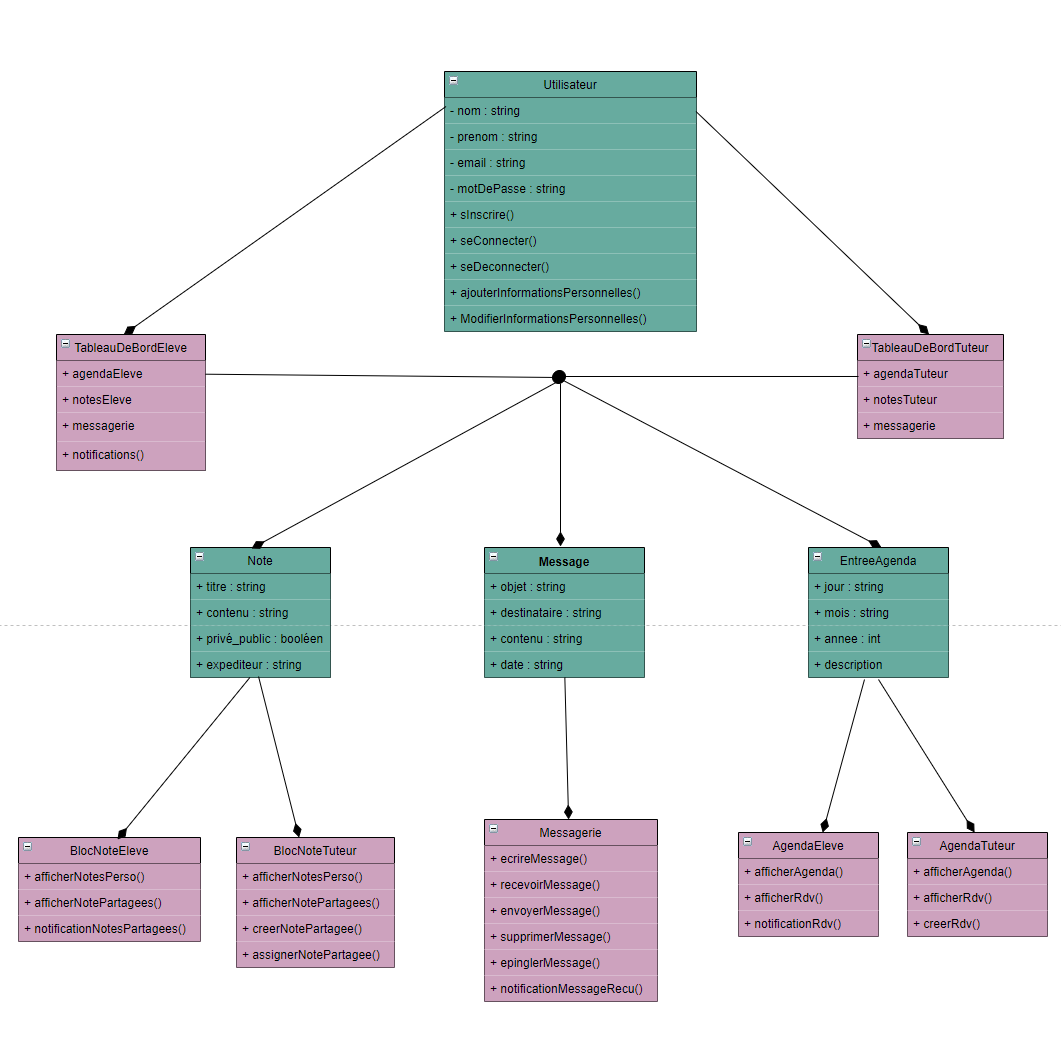 Utilisateur
- nom : string
- prenom : string
- email : string
- motDePasse : string
+ sInscrire()
+ seConnecter()
+ seDeconnecter()
+ ajouterInformationsPersonnelles()
+ ModifierInformationsPersonnelles()
TableauDeBordEleve
+ agendaEleve
+ notesEleve
+ messagerie
+ notifications()
TableauDeBordTuteur
+ agendaTuteur
+ notesTuteur
+ messagerie
Note
+ titre : string
+ contenu : string
+ privé_public : booléen
+ expediteur : string
Message
+ objet : string
+ destinataire : string
+ contenu : string
+ date : string
EntreeAgenda
+ jour : string
+ mois : string
+ annee : int
+ description
BlocNoteEleve
+ afficherNotesPerso()
+ afficherNotePartagees()
+ notificationNotesPartagees()
BlocNoteTuteur
+ afficherNotesPerso()
+ afficherNotePartagees()
+ creerNotePartagee()
+ assignerNotePartagee()
Messagerie
+ ecrireMessage()
+ recevoirMessage()
+ envoyerMessage()
+ supprimerMessage()
+ epinglerMessage()
+ notificationMessageRecu()
AgendaEleve
+ afficherAgenda()
+ afficherRdv()
+ notificationRdv()
AgendaTuteur
+ afficherAgenda()
+ afficherRdv()
+ creerRdv()